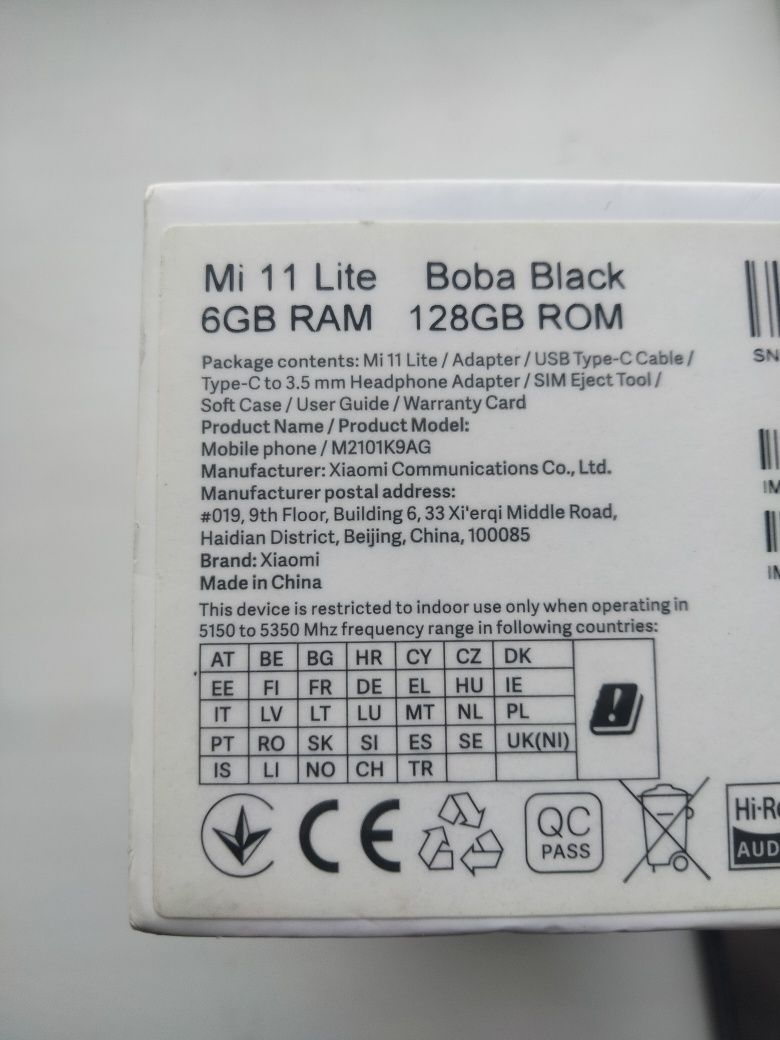 Mi 11 Lite Boba Black
6GB RAM 128GB ROM
Package contents: Mi 11 Lite / Adapter / USB Type-C Cable /
Type-C to 3.5 mm Headphone Adapter / SIM Eject Tool /
Soft Case / User Guide / Warranty Card
Product Name / Product Model:
Mobile phone / M2101K9AG
Manufacturer: Xiaomi Communications Co., Ltd.
Manufacturer postal address:
#019, 9th Floor, Building 6, 33 Xi'erqi Middle Road,
Haidian District, Beijing, China, 100085
Brand: Xiaomi
Made in China
This device is restricted to indoor use only when operating in
5150 to 5350 Mhz frequency range in following countries:
AT BE BG HR CY CZ DK
EE FI FR DE EL HU IE
IT LV LT LU MT NL PL
PT RO SK SI ES SE UK(NI)
IS LI NO CH TR
SN
CE
QC
PASS